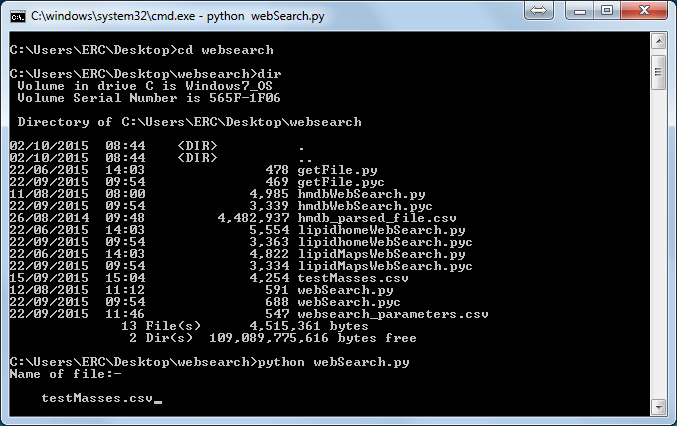 C:\windows\system32\cmd.exe - python webSearch.py
C:\Users\ERC\Desktop>cd websearch
C:\Users\ERC\Desktop\websearch>dir
Volume in drive C is Windows7_OS
Volume Serial Number is 565F-1F06
Directory of C:\Users\ERC\Desktop\websearch
02/10/2015 08:44 <DIR> .
02/10/2015 08:44 <DIR> ..
22/06/2015 14:03 478 getFile.py
22/09/2015 09:54 469 getFile.pyc
11/08/2015 08:00 4,985 hmdbWebSearch.py
22/09/2015 09:54 3,339 hmdbWebSearch.pyc
26/08/2014 09:48 4,482,937 hmdb_parsed_file.csv
22/06/2015 14:03 5,554 lipidhomeWebSearch.py
22/09/2015 09:54 3,363 lipidhomeWebSearch.pyc
22/06/2015 14:03 4,822 lipidMapsWebSearch.py
22/09/2015 09:54 3,334 lipidMapsWebSearch.pyc
15/09/2015 15:04 4,254 testMasses.csv
12/08/2015 11:12 591 webSearch.py
22/09/2015 09:54 688 webSearch.pyc
22/09/2015 11:46 547 websearch_parameters.csv
13 File(s) 4,515,361 bytes
2 Dir(s) 109,089,775,616 bytes free
C:\Users\ERC\Desktop\websearch>python webSearch.py
Name of file:-
testMasses.csv_